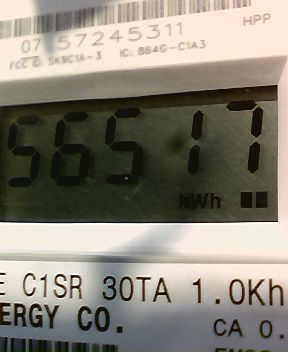 HPP
07 57245311
FCC ID: SK9C1A-3 IC: 864G-C1A3
56517
kWh
E C1SR 30TA 1.0Kh
ERGY CO.
CA 0.